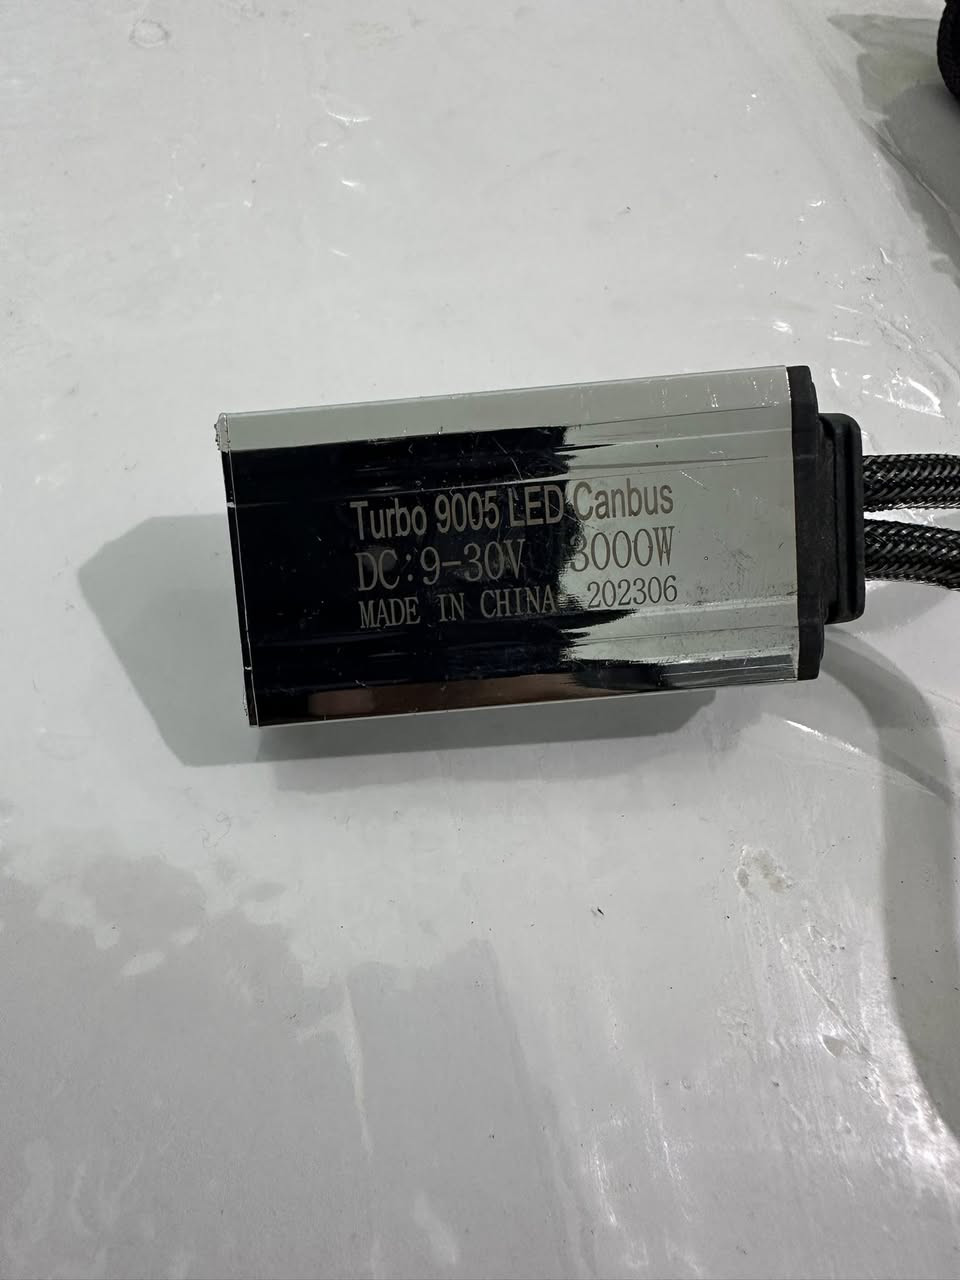 Turbo 9005 LED Canbus
DC:9-30V 3000W
MADE IN CHINA 202306